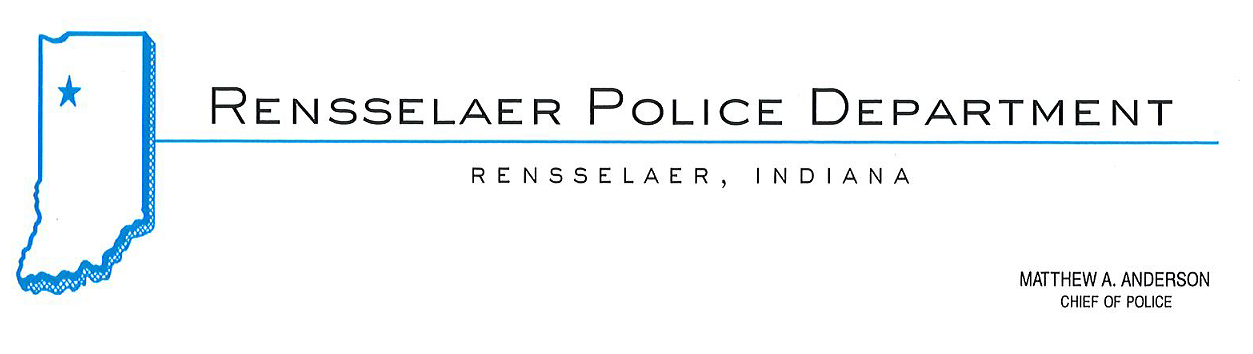 RENSSELAER POLICE DEPARTMENT
RENSSELAER, INDIANA
MATTHEW A. ANDERSON
CHIEF OF POLICE